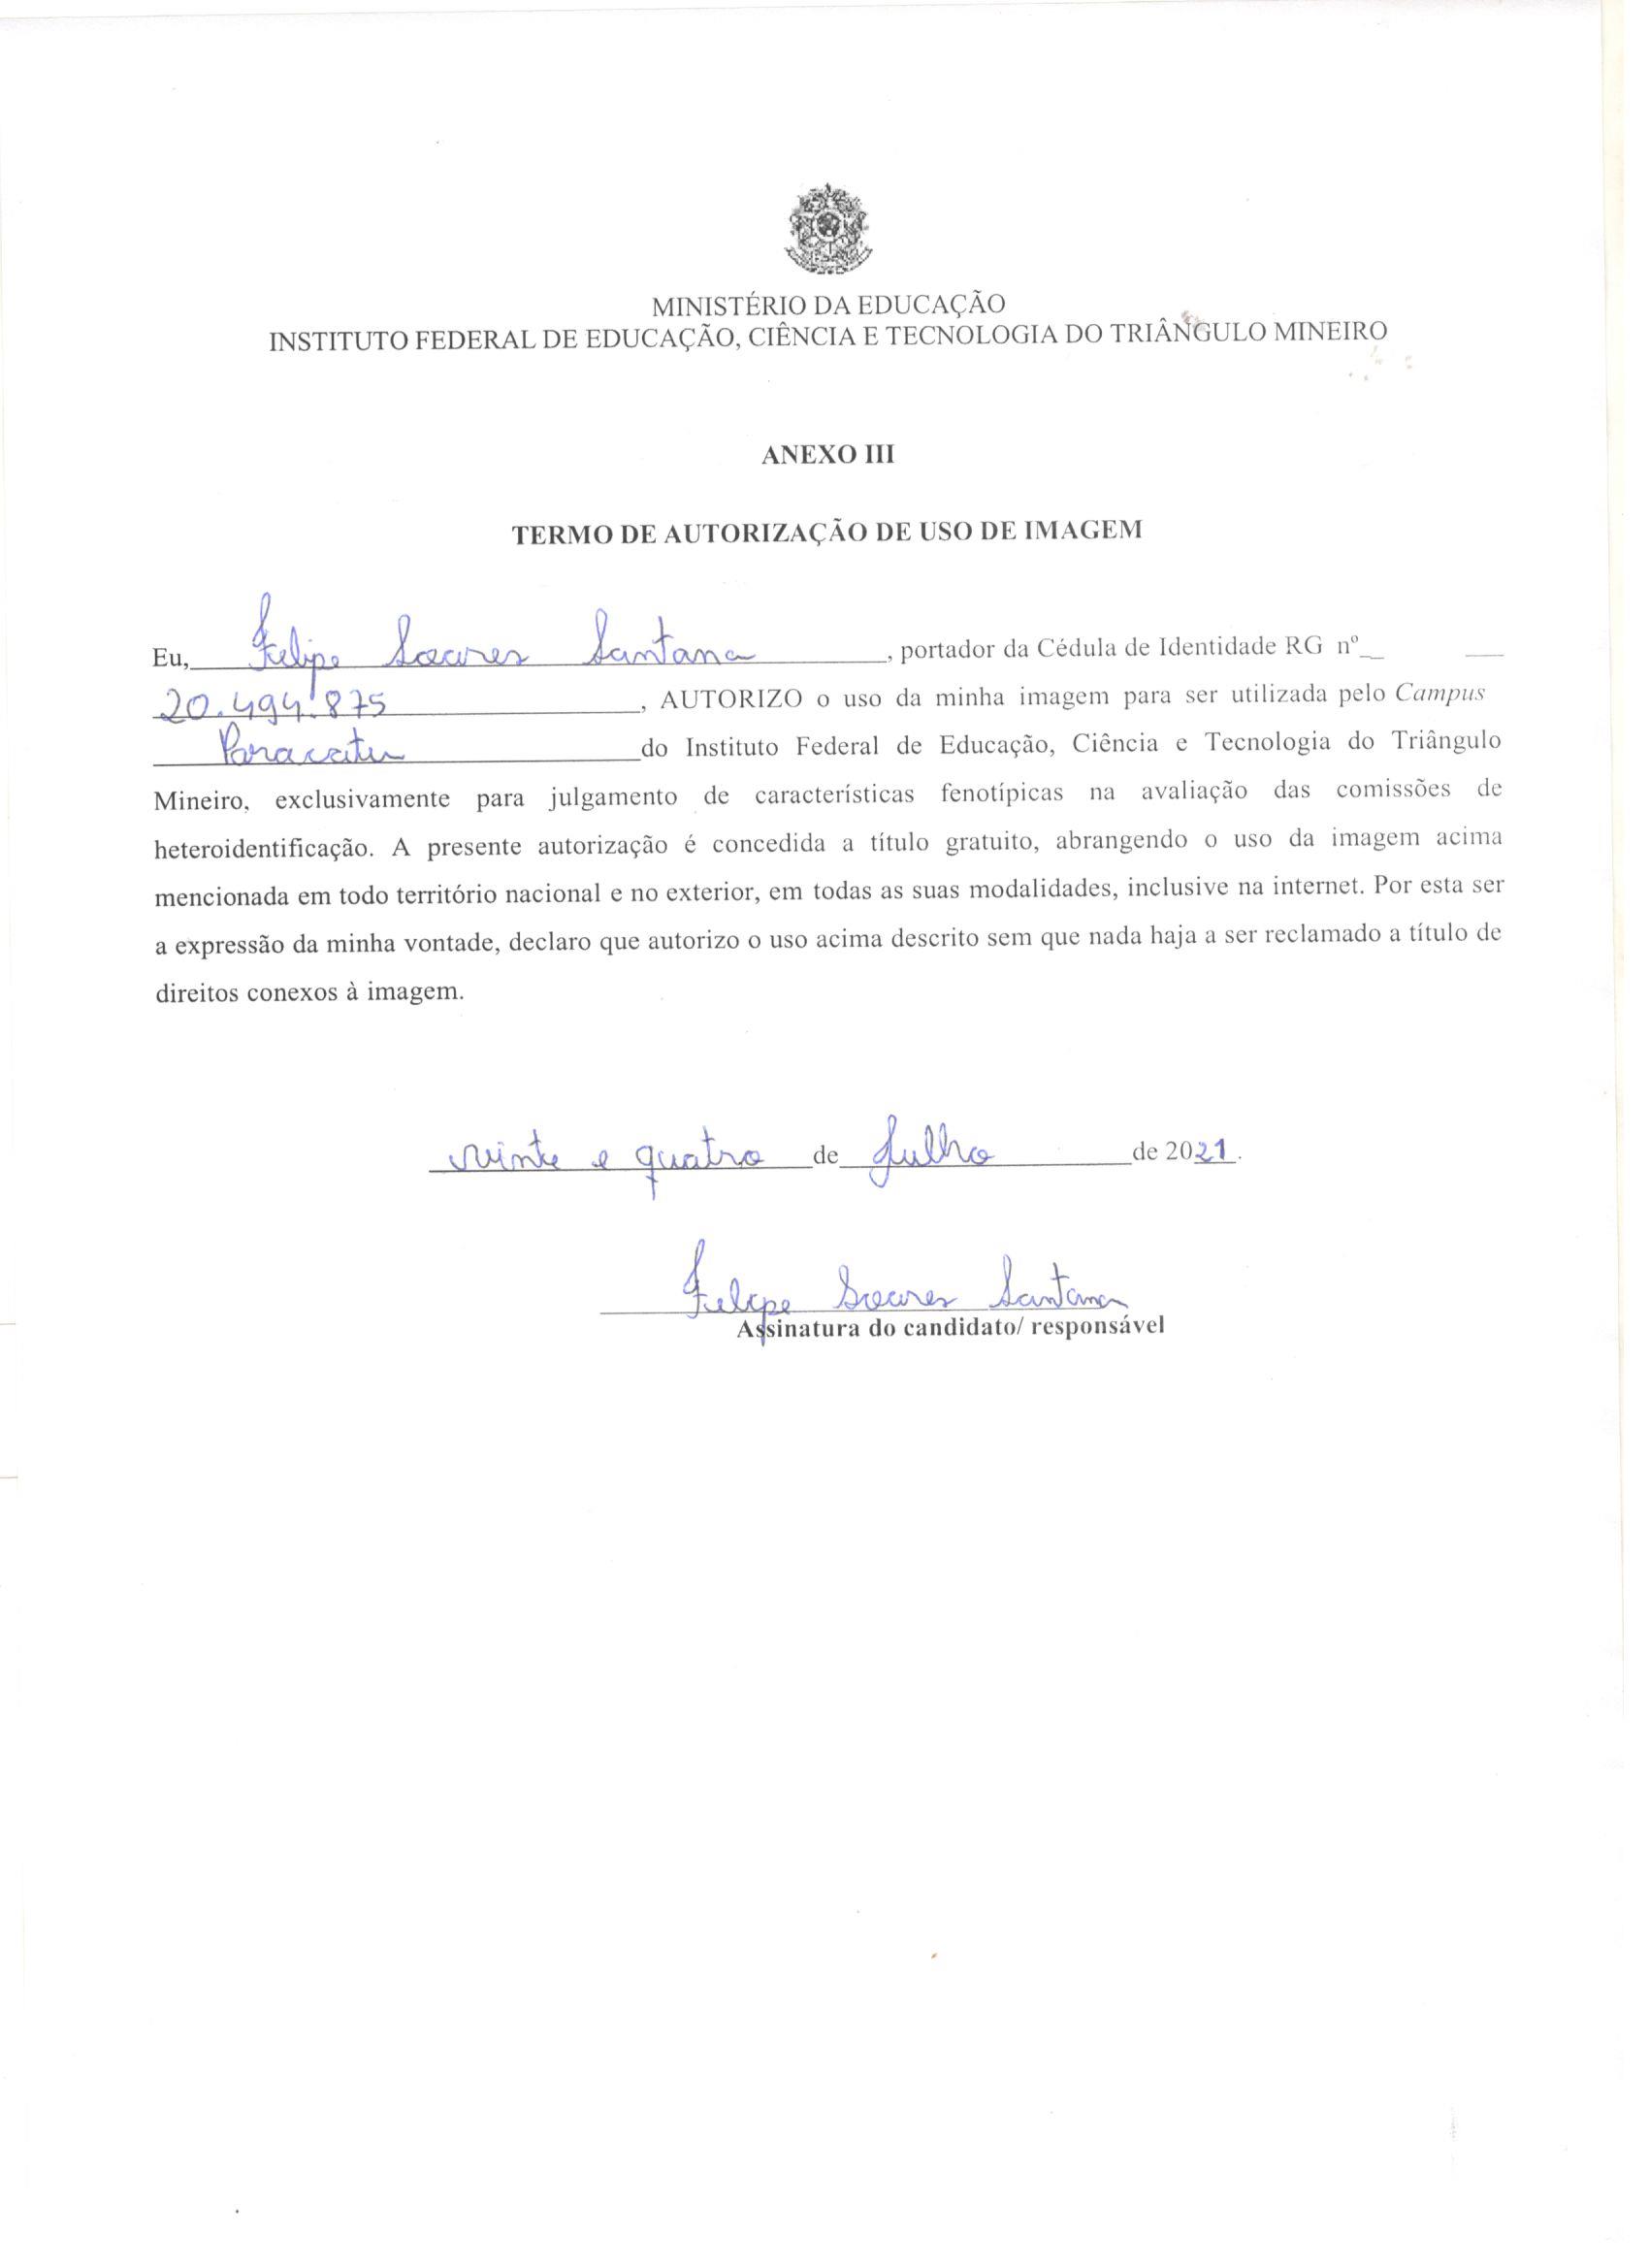 MINISTÉRIO DA EDUCAÇÃO
INSTITUTO FEDERAL DE EDUCAÇÃO, CIÊNCIA E TECNOLOGIA DO TRIÂNGULO MINEIRO
ANEXO III
TERMO DE AUTORIZAÇÃO DE USO DE IMAGEM
Eu, Felipe Soares Santana, portador da Cédula de Identidade RG nº
20.494.875, AUTORIZO o uso da minha imagem para ser utilizada pelo Campus
Paracatu do Instituto Federal de Educação, Ciência e Tecnologia do Triângulo
Mineiro, exclusivamente para julgamento de características fenotípicas na avaliação das comissões de
heteroidentificação. A presente autorização é concedida a título gratuito, abrangendo o uso da imagem acima
mencionada em todo território nacional e no exterior, em todas as suas modalidades, inclusive na internet. Por esta ser
a expressão da minha vontade, declaro que autorizo o uso acima descrito sem que nada haja a ser reclamado a título de
direitos conexos à imagem.
vinte e quatro de Julho de 2021.
Felipe Soares Santana
Assinatura do candidato/ responsável